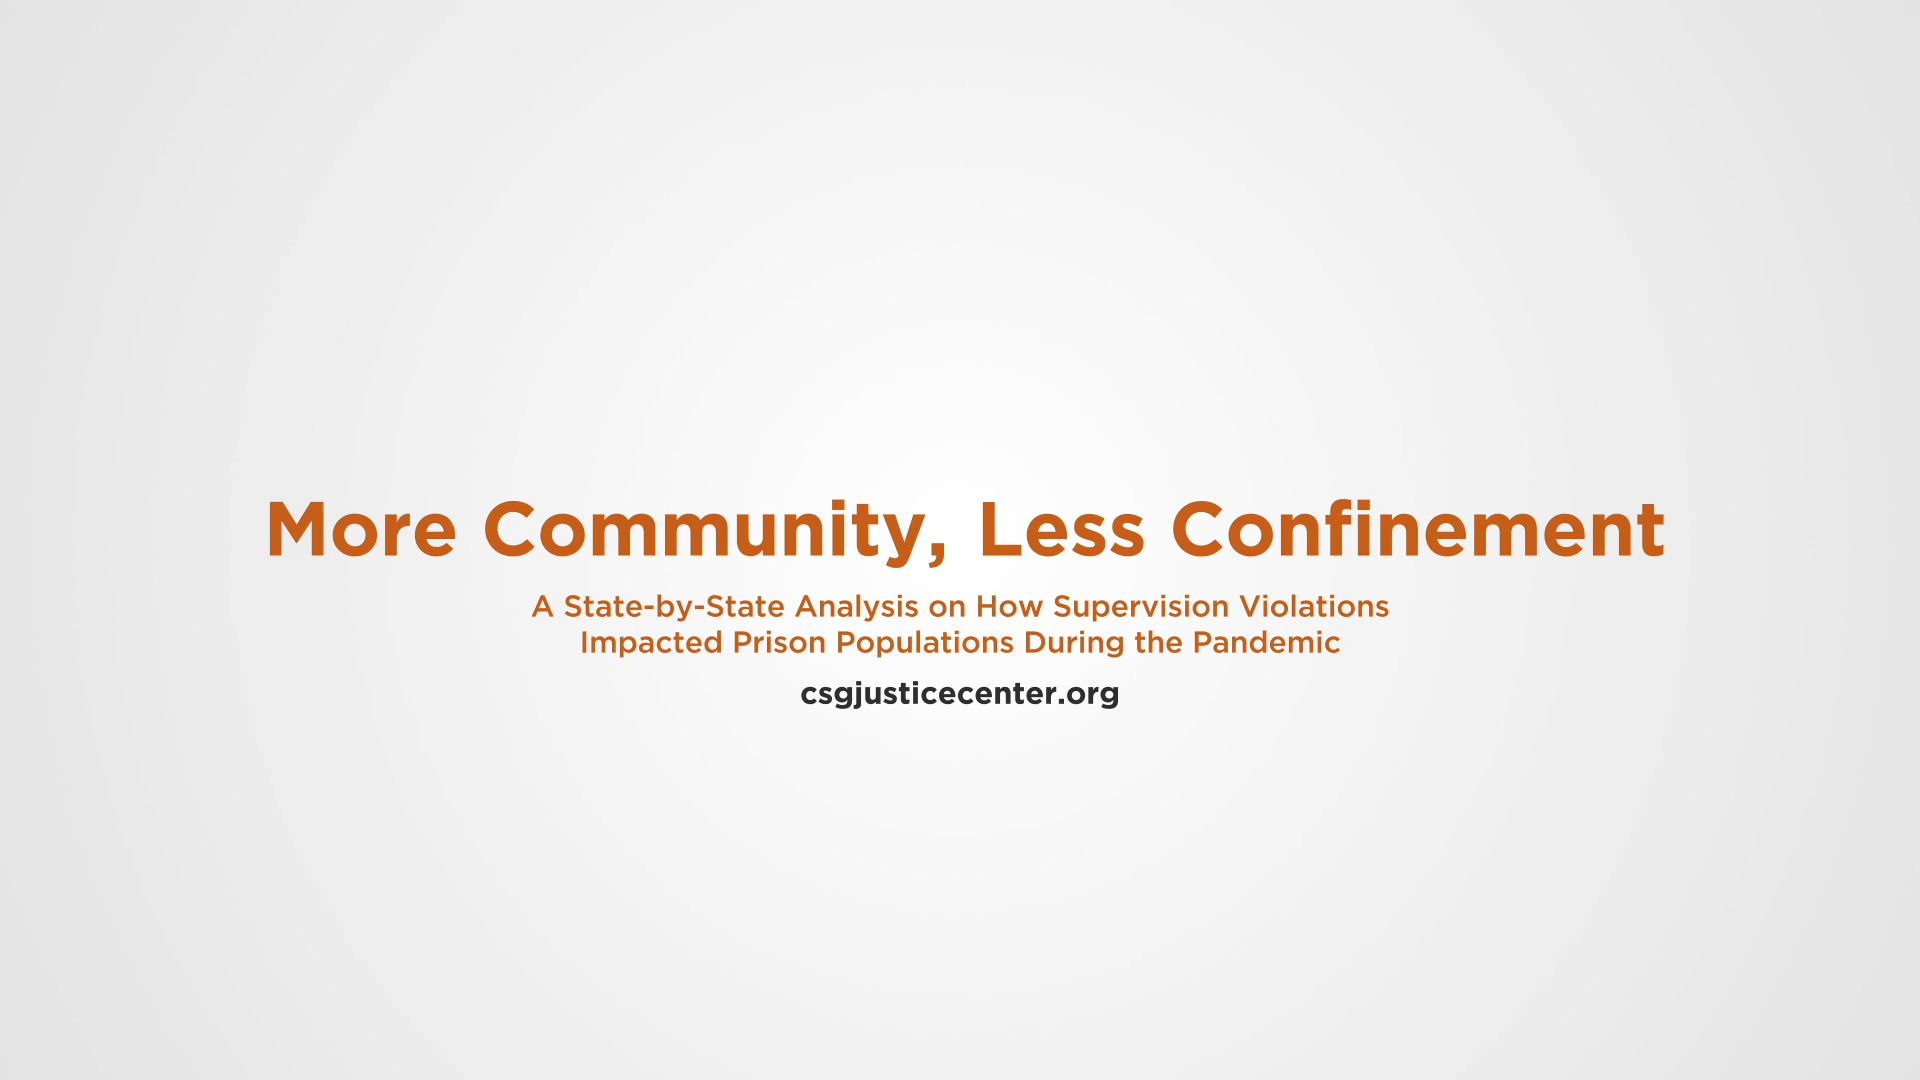 More Community, Less Confinement
A State-by-State Analysis on How Supervision Violations
Impacted Prison Populations During the Pandemic
csgjusticecenter.org